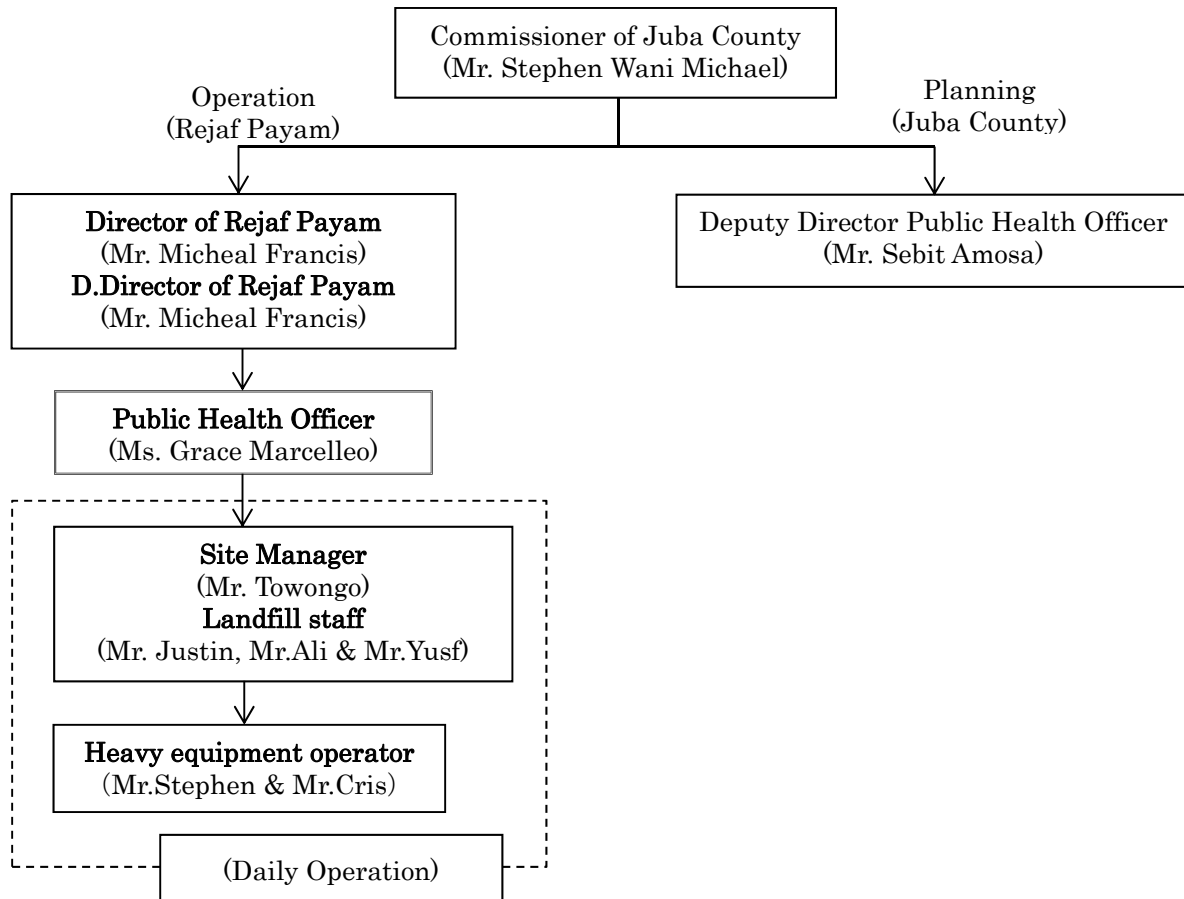 Commissioner of Juba County
(Mr. Stephen Wani Michael)
Operation
(Rejaf Payam)
Planning
(Juba County)
Director of Rejaf Payam
(Mr. Micheal Francis)
D.Director of Rejaf Payam
(Mr. Micheal Francis)
Deputy Director Public Health Officer
(Mr. Sebit Amosa)
Public Health Officer
(Ms. Grace Marcelleo)
Site Manager
(Mr. Towongo)
Landfill staff
(Mr. Justin, Mr.Ali & Mr.Yusf)
Heavy equipment operator
(Mr.Stephen & Mr.Cris)
(Daily Operation)